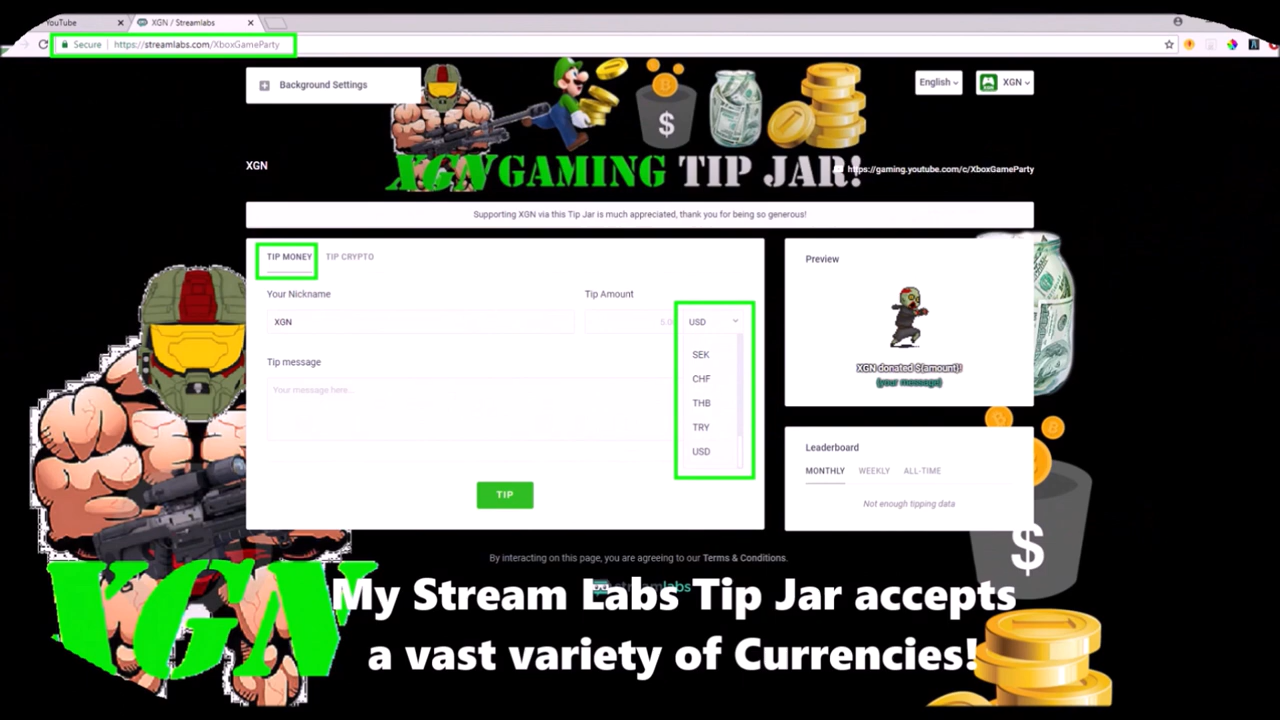 YouTube
XGN / Streamlabs
Secure
https://streamlabs.com/XboxGameParty
Background Settings
English
XGN
$
XGN
XGN GAMING TIP JAR!
https://gaming.youtube.com/c/XboxGameParty
Supporting XGN via this Tip Jar is much appreciated, thank you for being so generous!
TIP MONEY
TIP CRYPTO
Your Nickname
Tip Amount
XGN
USD
SEK
CHF
THB
TRY
USD
Tip message
Your message here...
TIP
Preview
XGN donated ${amount}!
{your message}
Leaderboard
MONTHLY
WEEKLY
ALL-TIME
Not enough tipping data
By interacting on this page, you are agreeing to our Terms & Conditions.
streamlabs
XGN
$
My Stream Labs Tip Jar accepts
a vast variety of Currencies!